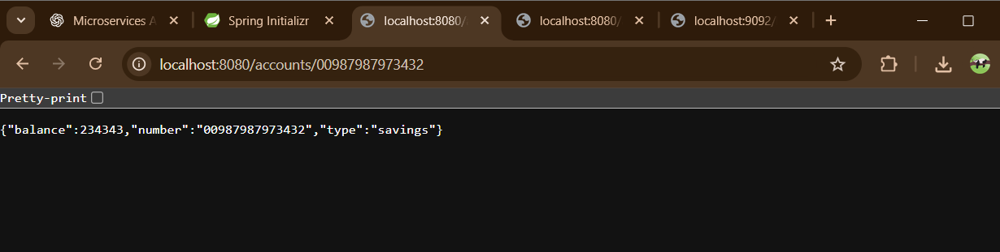 Microservices A
Spring Initializr
localhost:8080/
localhost:8080/
localhost:9092/
localhost:8080/accounts/00987987973432
Pretty-print
{"balance":234343,"number":"00987987973432","type":"savings"}